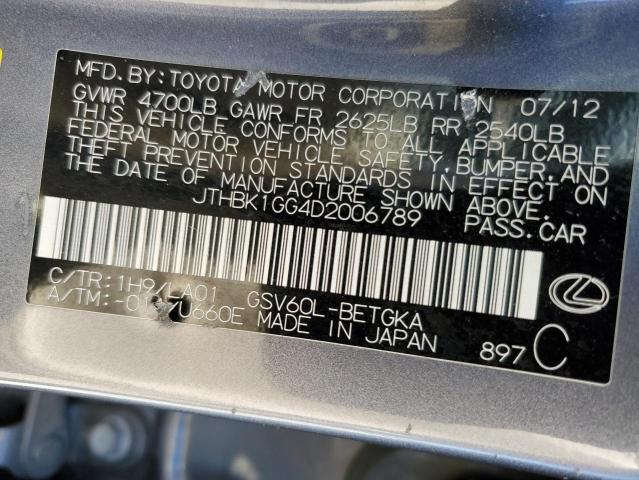 MFD. BY: TOYOTA MOTOR CORPORATION 07/12
GVWR 4700LB GAWR FR 2625LB RR 2540LB
THIS VEHICLE CONFORMS TO ALL APPLICABLE
FEDERAL MOTOR VEHICLE SAFETY, BUMPER, AND
THEFT PREVENTION STANDARDS IN EFFECT ON
THE DATE OF MANUFACTURE SHOWN ABOVE.
JTHBK1GG4D2006789 PASS.CAR
C/TR: 1H9/LA01 GSV60L-BETGKA
A/TM: U660E MADE IN JAPAN
897 C